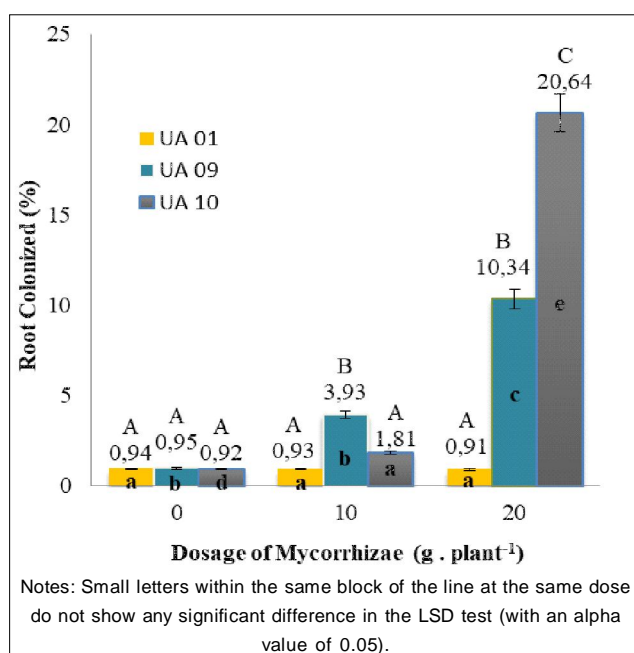 25
20
15
10
5
0
Root Colonized (%)
UA 01
UA 09
UA 10
A
0,94
a
A
0,95
b
A
0,92
d
A
0,93
a
B
3,93
b
A
1,81
a
A
0,91
a
B
10,34
c
C
20,64
e
0 10 20
Dosage of Mycorrhizae (g . plant⁻¹)
Notes: Small letters within the same block of the line at the same dose
do not show any significant difference in the LSD test (with an alpha
value of 0.05).